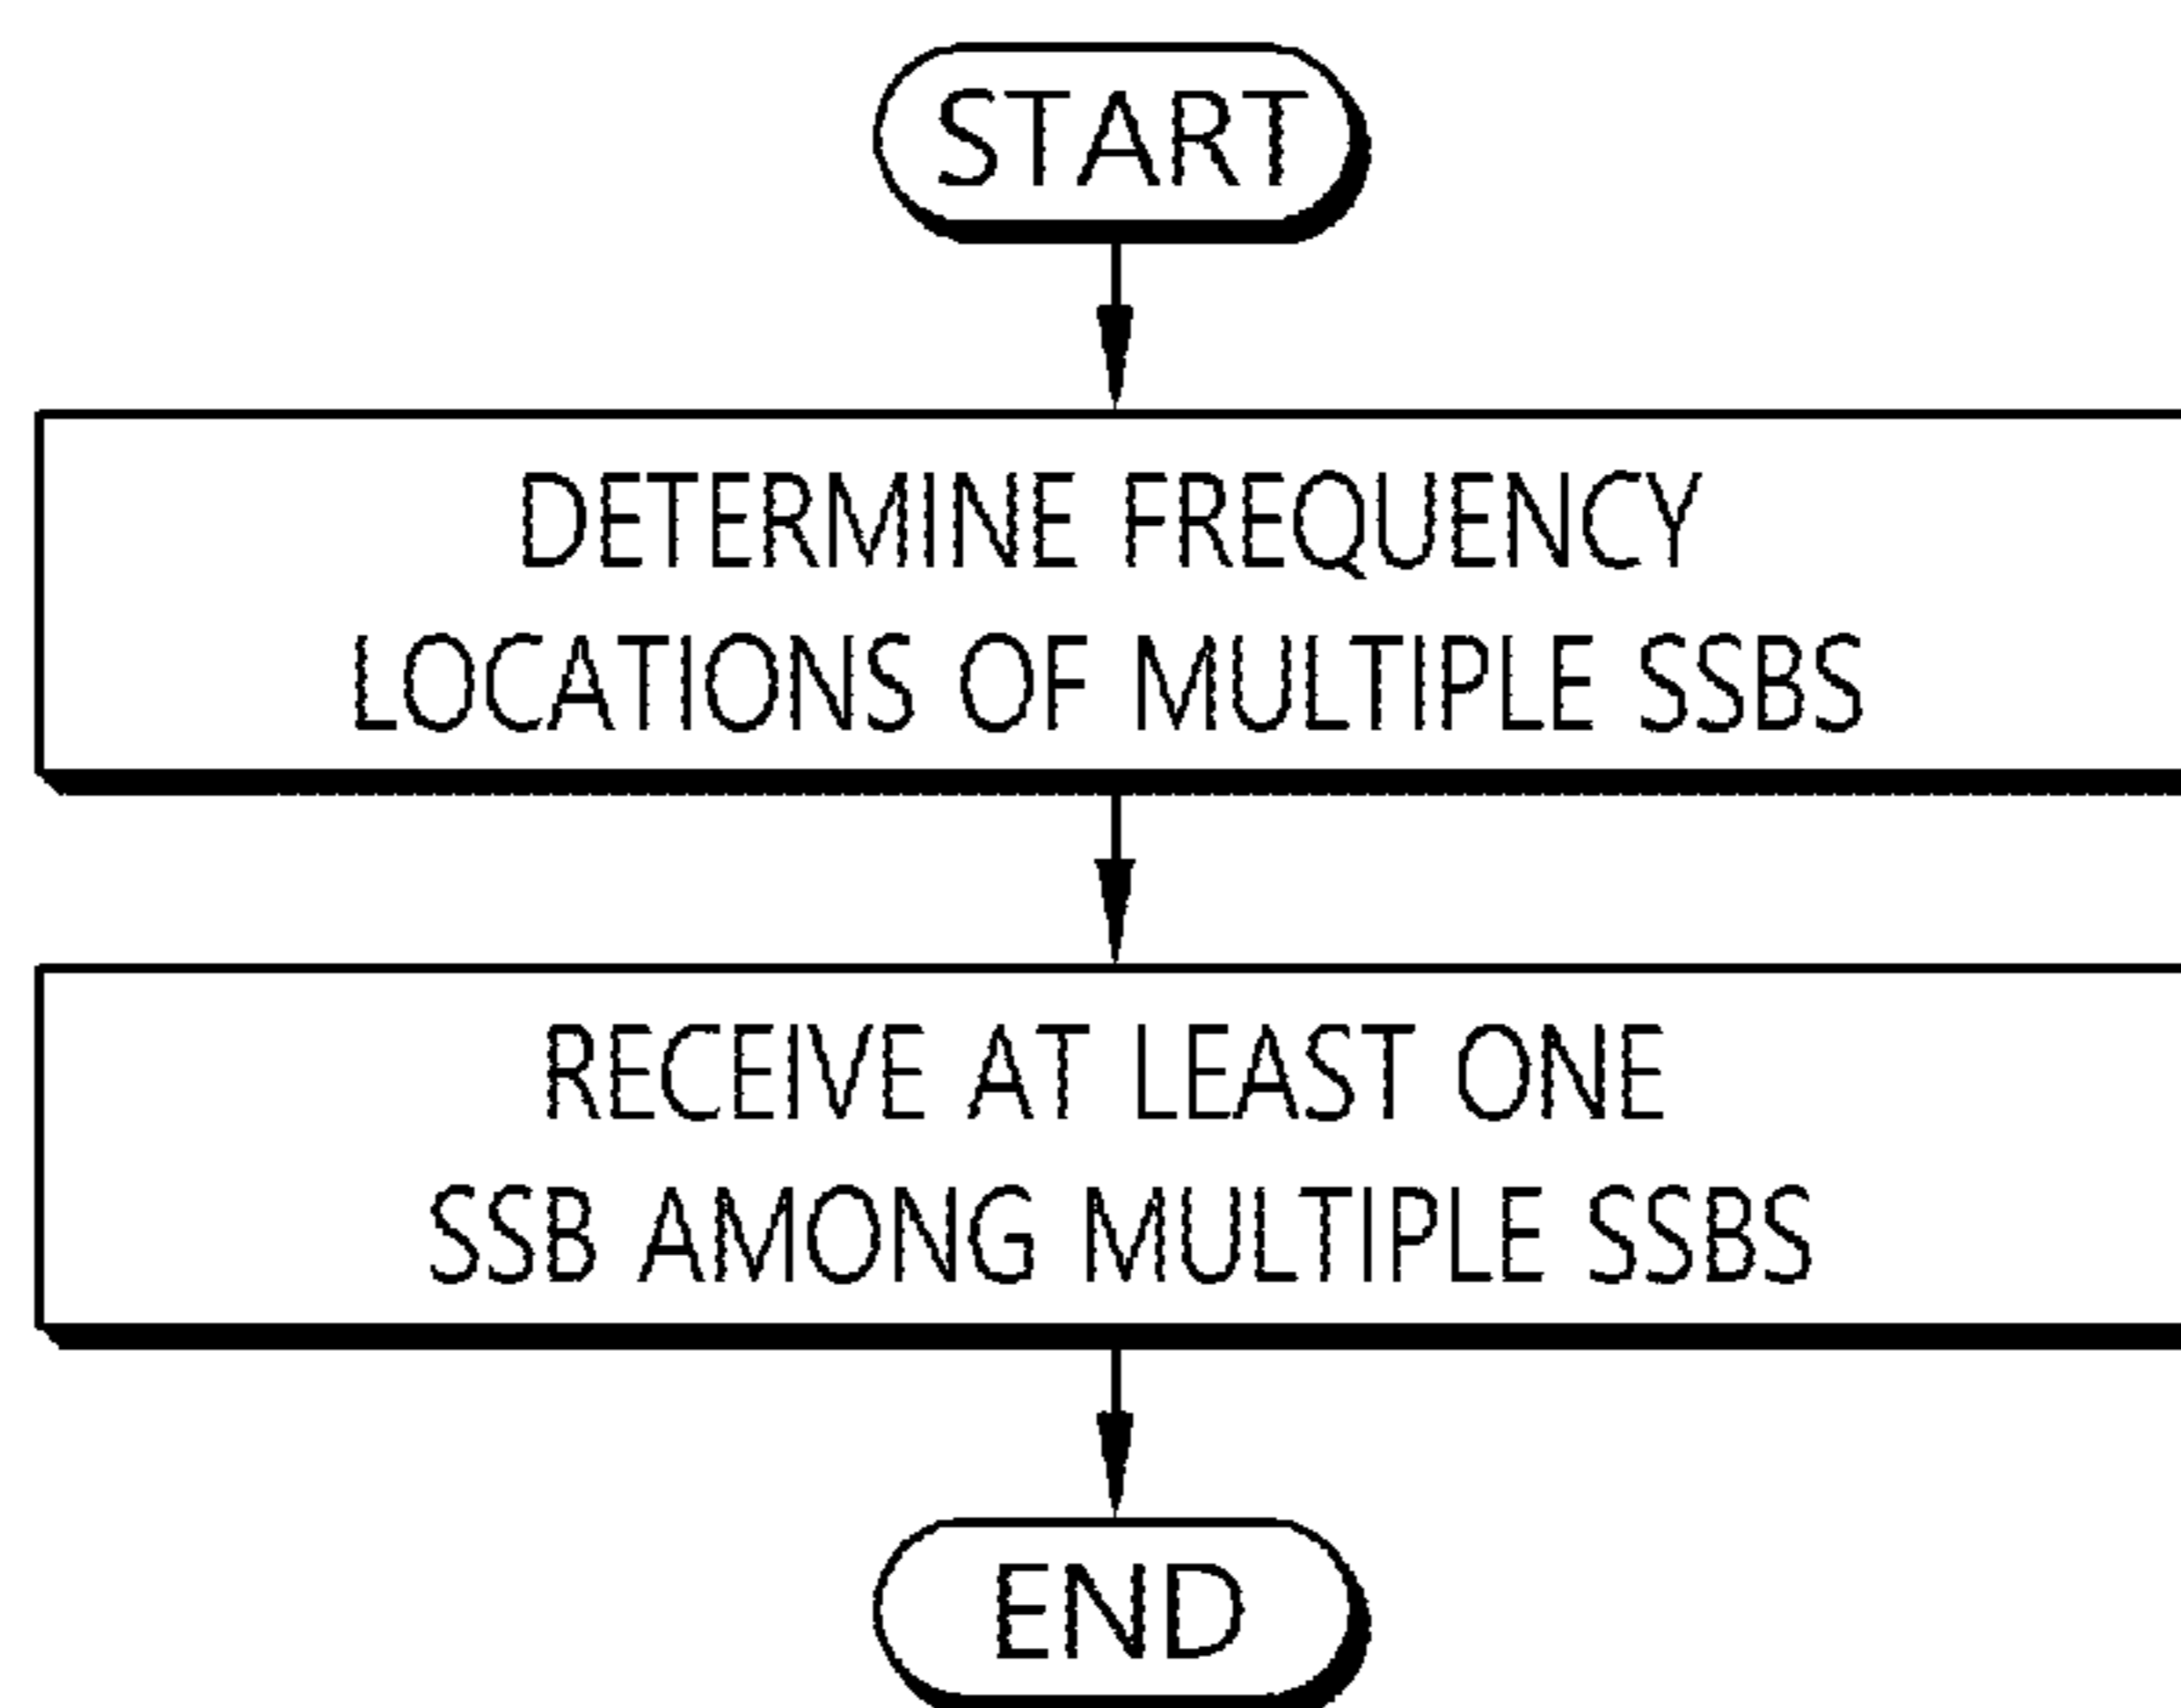 START
DETERMINE FREQUENCY
LOCATIONS OF MULTIPLE SSBS
RECEIVE AT LEAST ONE
SSB AMONG MULTIPLE SSBS
END